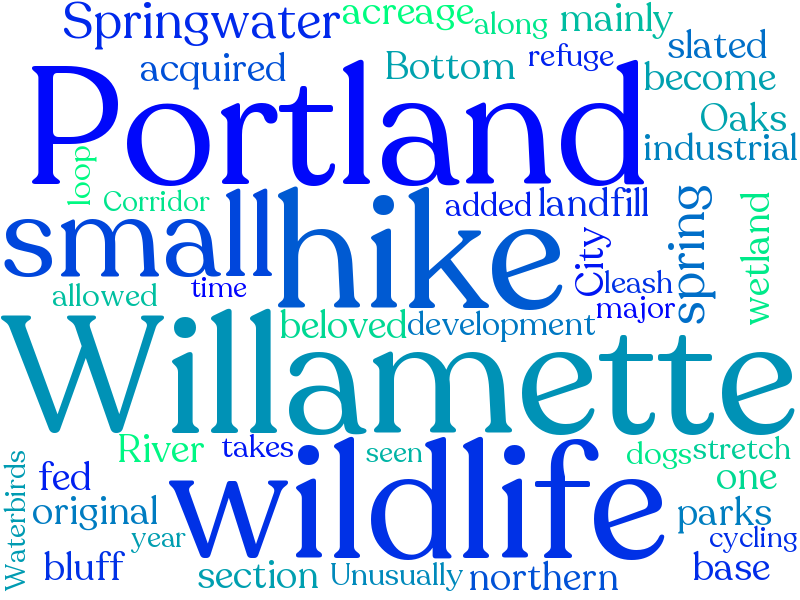 Springwater
acreage
along
mainly
slated
acquired
Bottom
refuge
become
Portland
Oaks
industrial
loop
Corridor
small
hike
added
landfill
City
spring
wetland
allowed
time
leash
major
beloved
development
Willamette
River
takes
seen
dogs
stretch
one
Waterbirds
fed
original
wildlife
parks
year
cycling
bluff
section
Unusually
northern
base